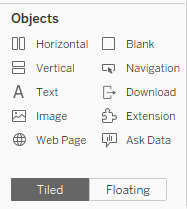 Objects
Horizontal Blank
Vertical Navigation
A Text Download
Image Extension
Web Page Ask Data
Tiled Floating